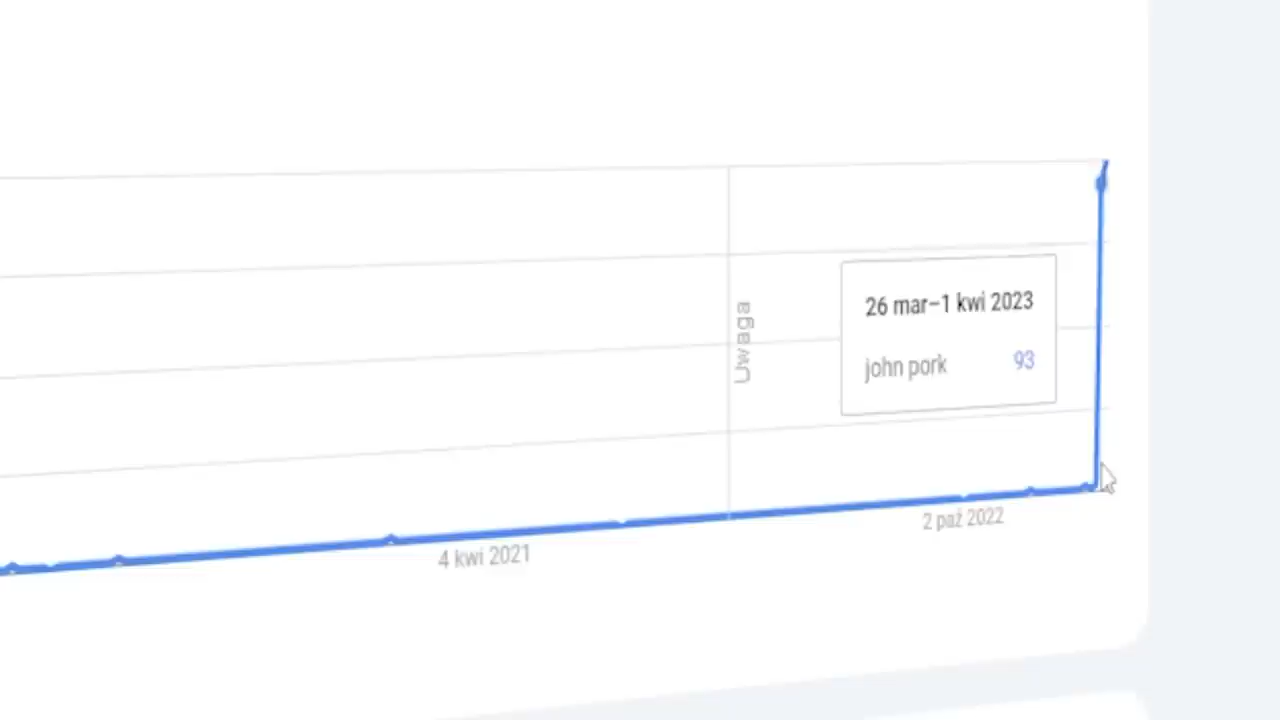 Uwaga
26 mar–1 kwi 2023
john pork 93
2 paź 2022
4 kwi 2021